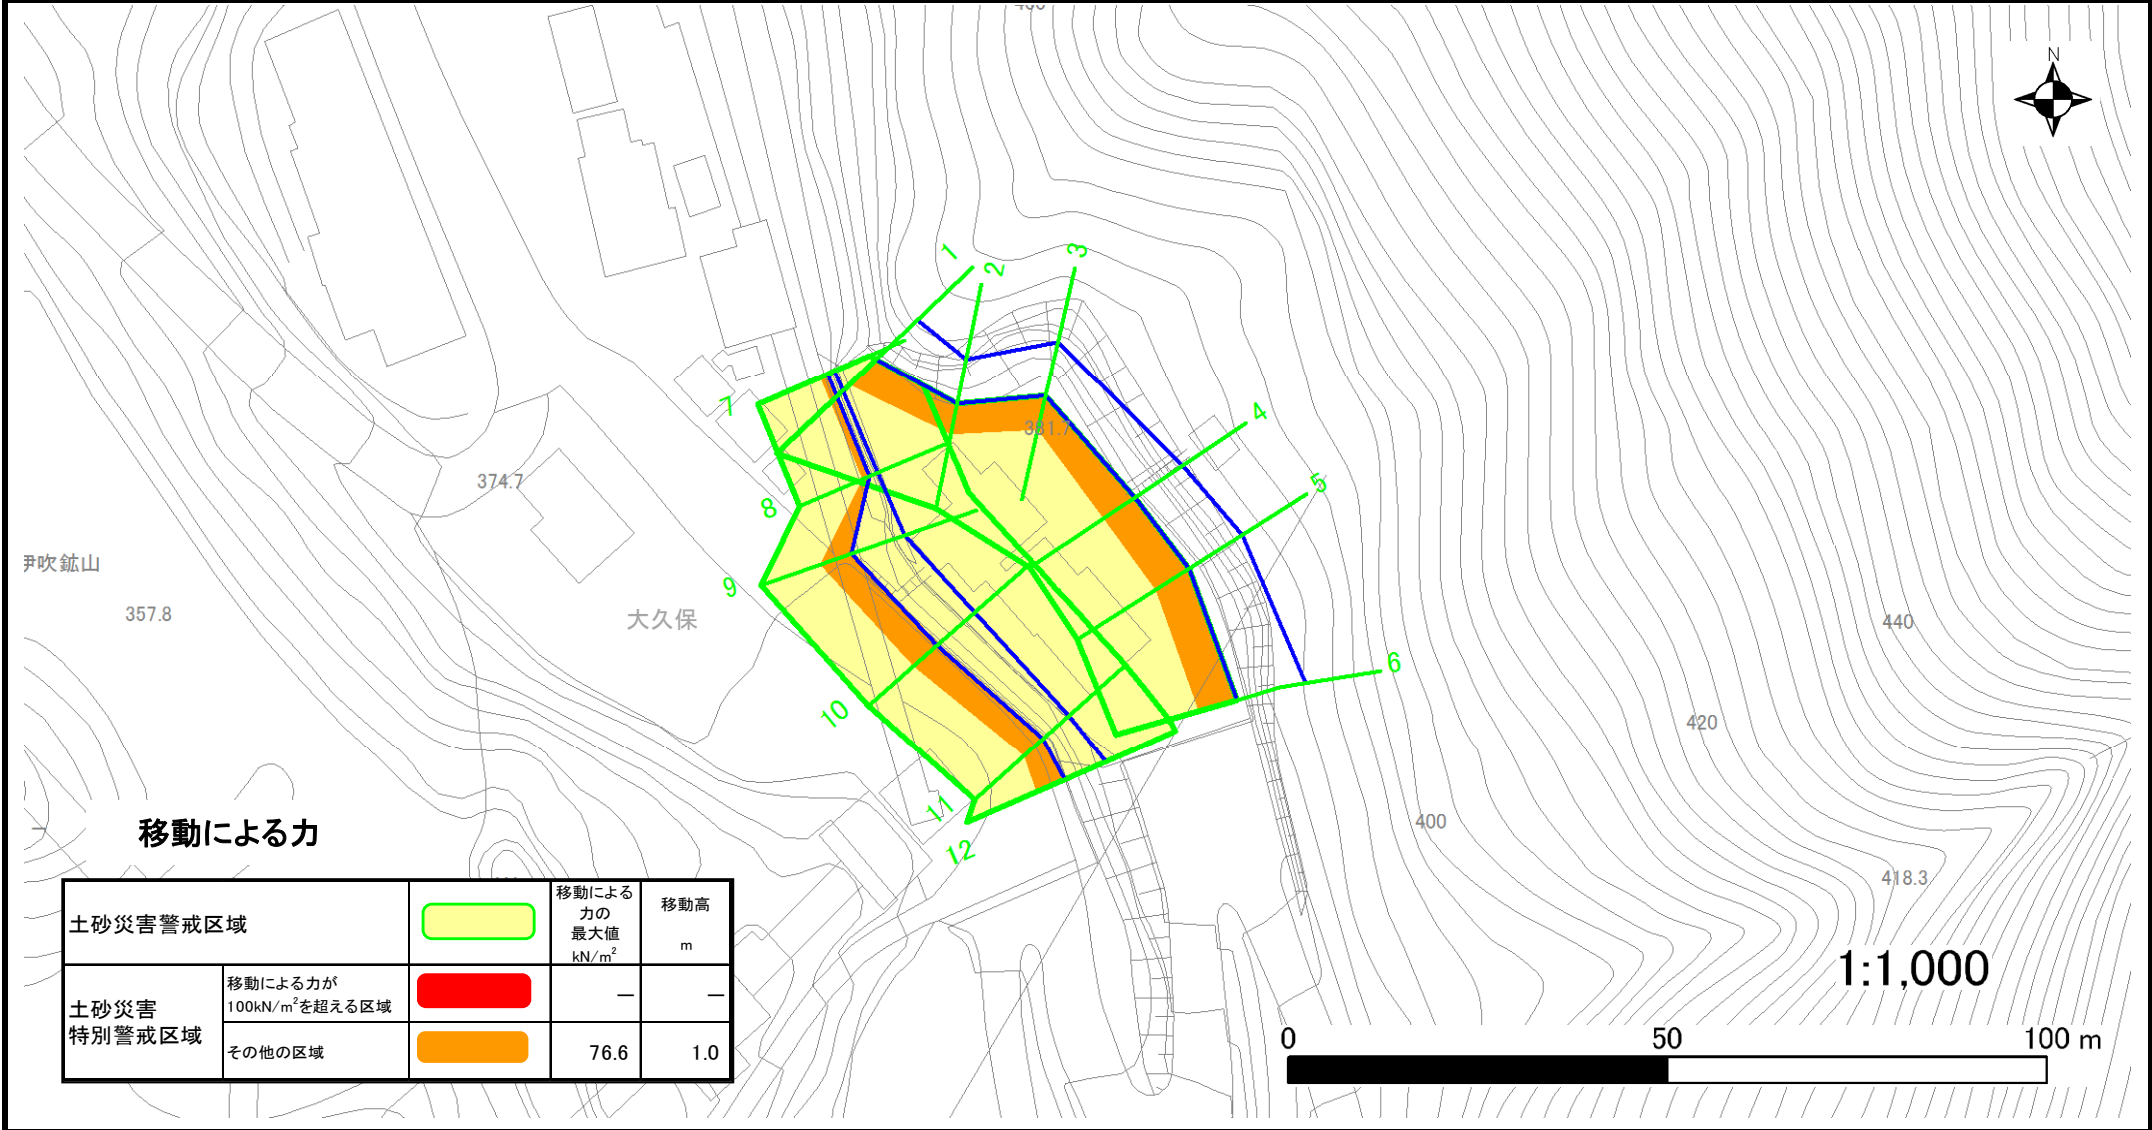 N
1
2
3
381.7
4
7
374.7
5
8
伊吹鉱山
9
357.8
大久保
440
6
10
420
11
400
移動による力
12
418.3
土砂災害警戒区域
移動による
力の
最大値
kN/m²
移動高
m
土砂災害
特別警戒区域
移動による力が
100kN/m²を超える区域
－
－
その他の区域
76.6
1.0
1:1,000
0
50
100 m